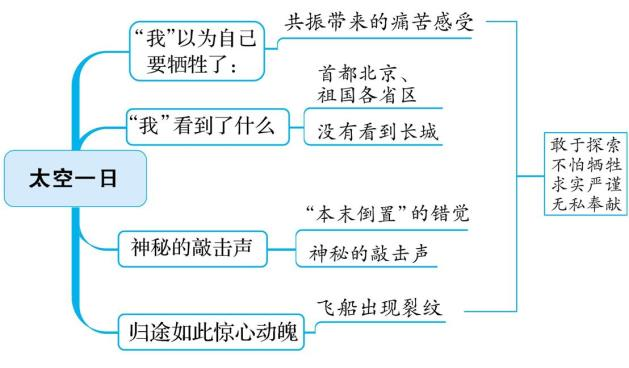 太空一日
“我”以为自己
要牺牲了：
共振带来的痛苦感受
“我”看到了什么
首都北京、
祖国各省区
没有看到长城
神秘的敲击声
“本末倒置”的错觉
神秘的敲击声
归途如此惊心动魄
飞船出现裂纹
敢于探索
不怕牺牲
求实严谨
无私奉献